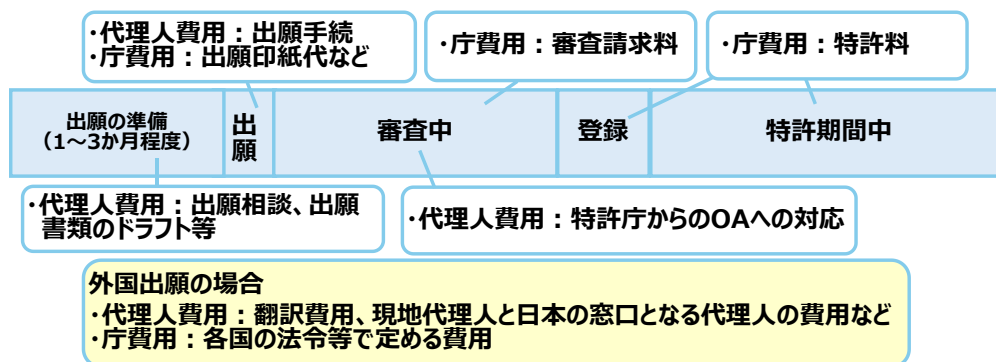 ・代理人費用：出願手続
・庁費用：出願印紙代など
・庁費用：審査請求料
・庁費用：特許料
出願の準備
（1～3か月程度）
出
願
審査中
登録
特許期間中
・代理人費用：出願相談、出願
書類のドラフト等
・代理人費用：特許庁からのOAへの対応
外国出願の場合
・代理人費用：翻訳費用、現地代理人と日本の窓口となる代理人の費用など
・庁費用：各国の法令等で定める費用